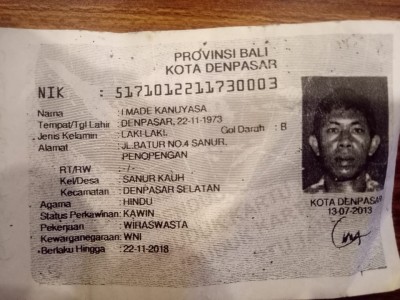 PROVINSI BALI
KOTA DENPASAR
NIK : 5171012211730003
Nama : I MADE KANUYASA
Tempat/Tgl Lahir : DENPASAR, 22-11-1973
Jenis Kelamin : LAKI-LAKI. Gol Darah : B
Alamat : JL.BATUR NO.4 SANUR.
PENOPENGAN
RT/RW : -/-
Kel/Desa : SANUR KAUH
Kecamatan : DENPASAR SELATAN
Agama : HINDU
Status Perkawinan: KAWIN
Pekerjaan : WIRASWASTA
Kewarganegaraan: WNI
Berlaku Hingga : 22-11-2018
KOTA DENPASAR
13-07-2013